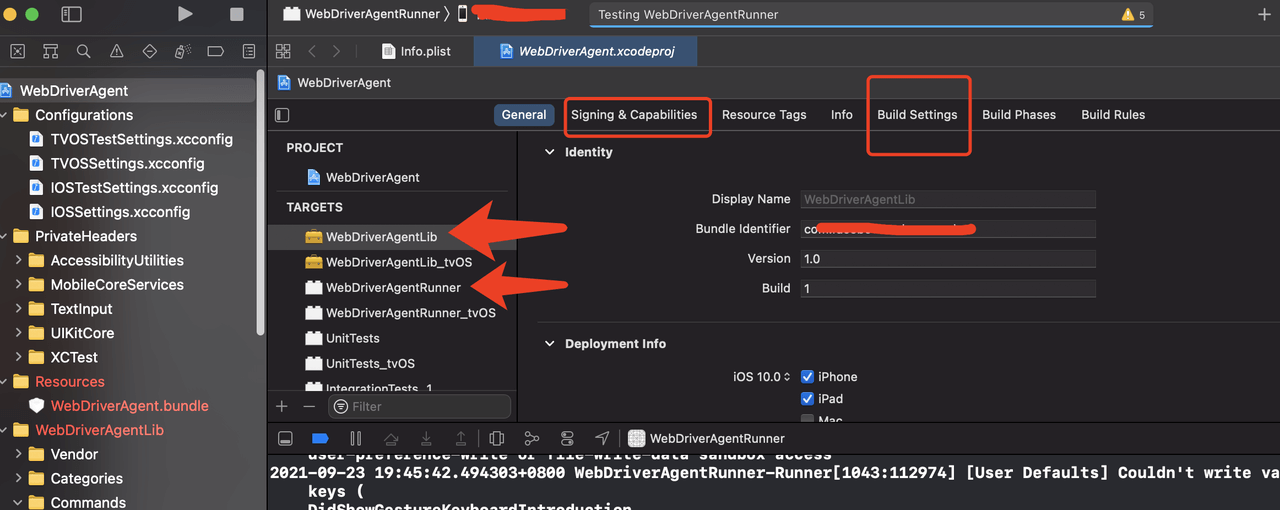 WebDriverAgentRunner
Testing WebDriverAgentRunner
5
Info.plist
WebDriverAgent.xcodeproj
WebDriverAgent
WebDriverAgent
Configurations
TVOSTestSettings.xcconfig
TVOSSettings.xcconfig
IOSTestSettings.xcconfig
IOSSettings.xcconfig
PrivateHeaders
AccessibilityUtilities
MobileCoreServices
TextInput
UIKitCore
XCTest
Resources
WebDriverAgent.bundle
WebDriverAgentLib
Vendor
Categories
Commands
General
Signing & Capabilities
Resource Tags
Info
Build Settings
Build Phases
Build Rules
PROJECT
WebDriverAgent
TARGETS
WebDriverAgentLib
WebDriverAgentLib_tvOS
WebDriverAgentRunner
WebDriverAgentRunner_tvOS
UnitTests
UnitTests_tvOS
IntegrationTests_1
Filter
Identity
Display Name WebDriverAgentLib
Bundle Identifier
Version 1.0
Build 1
Deployment Info
iOS 10.0 iPhone
iPad
Mac
WebDriverAgentRunner
user-preference-write or file-write-data sandbox access
2021-09-23 19:45:42.494303+0800 WebDriverAgentRunner-Runner[1043:112974] [User Defaults] Couldn't write va
keys (
DidShowGestureKeyboardIntroduction